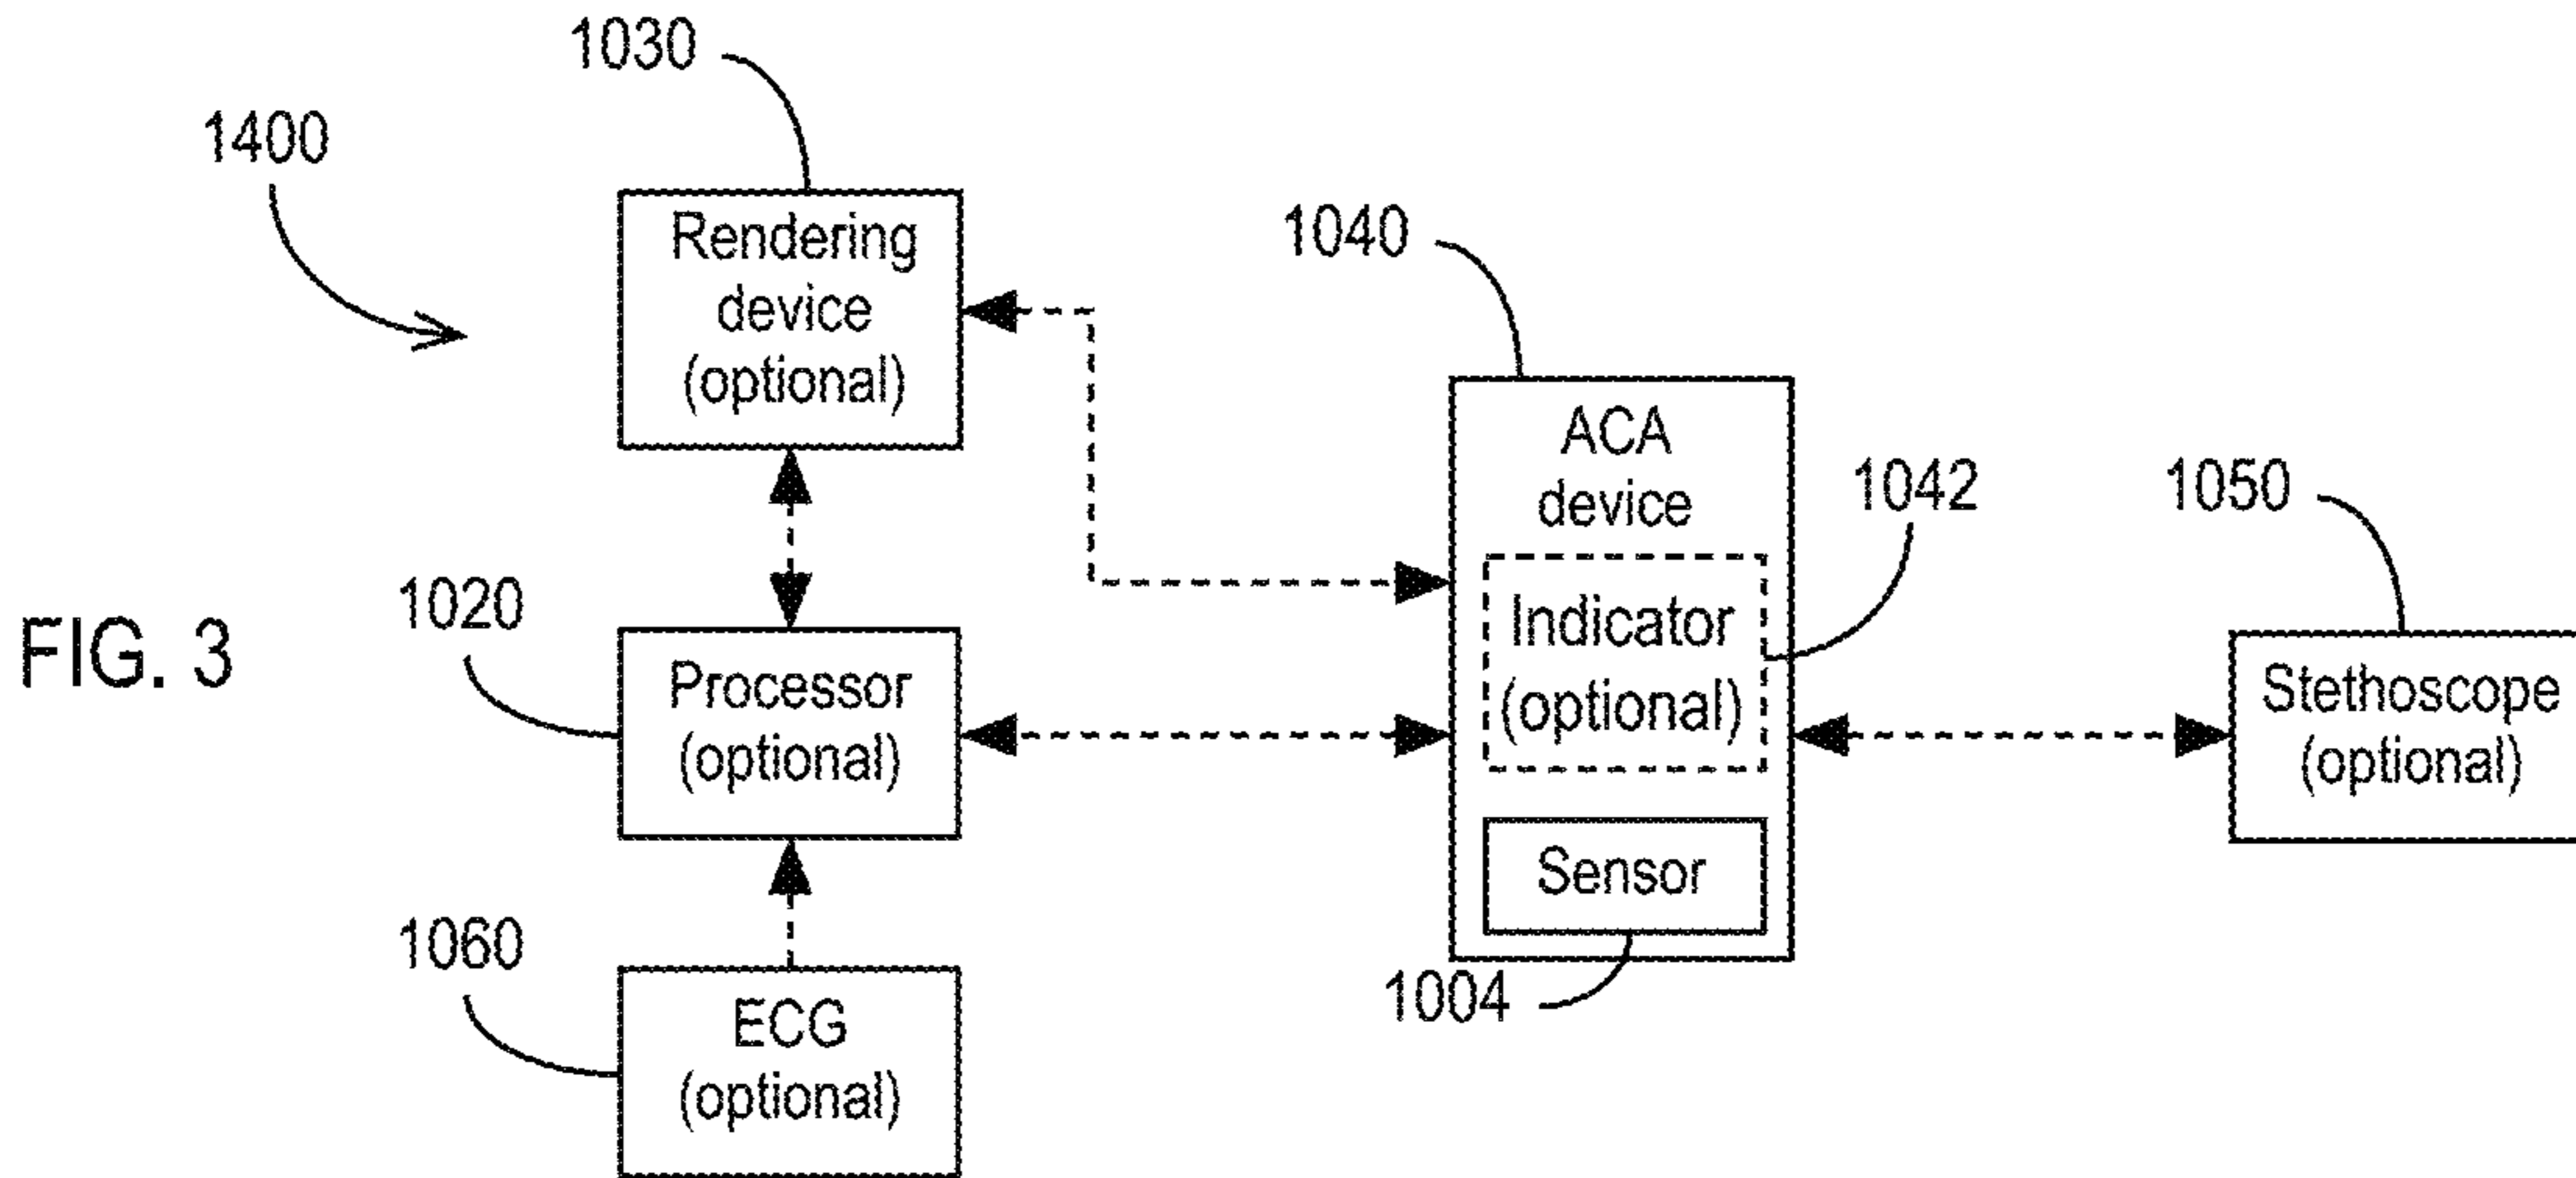 1030
1400
Rendering
device
(optional)
1040
ACA
device
1042
1050
Indicator
(optional)
FIG. 3
1020
Processor
(optional)
Stethoscope
(optional)
Sensor
1060
1004
ECG
(optional)